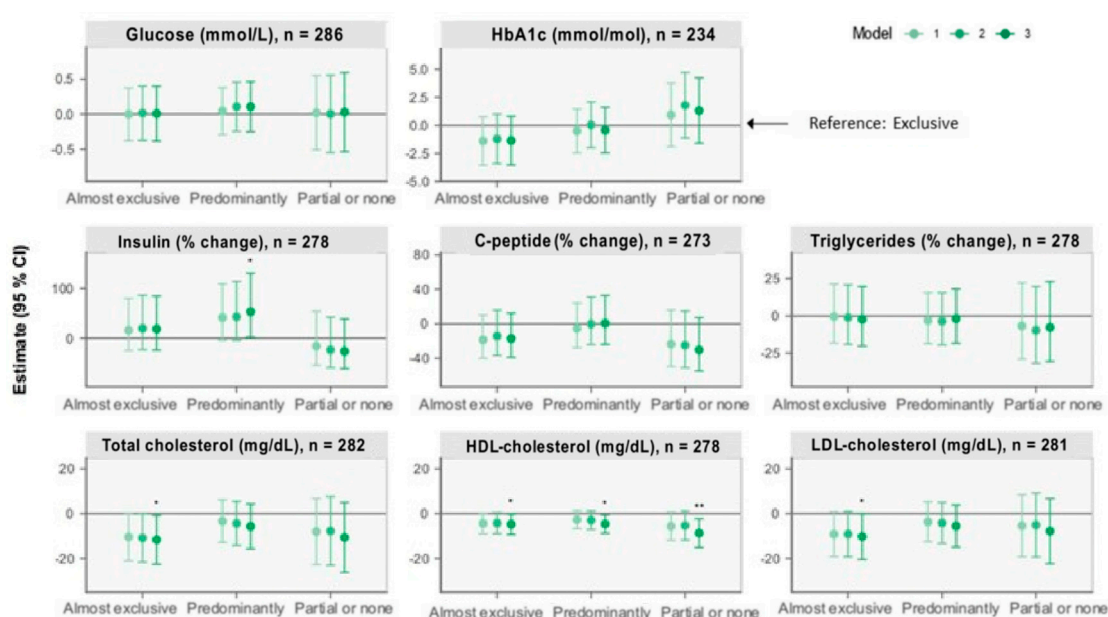 Glucose (mmol/L), n = 286
HbA1c (mmol/mol), n = 234
Model 1 2 3
0.5
0.0
-0.5
5.0
2.5
0.0
-2.5
-5.0
Reference: Exclusive
Almost exclusive Predominantly Partial or none
Almost exclusive Predominantly Partial or none
Estimate (95 % CI)
Insulin (% change), n = 278
C-peptide (% change), n = 273
Triglycerides (% change), n = 278
100
0
*
80
40
0
-40
25
0
-25
Almost exclusive Predominantly Partial or none
Almost exclusive Predominantly Partial or none
Almost exclusive Predominantly Partial or none
Total cholesterol (mg/dL), n = 282
HDL-cholesterol (mg/dL), n = 278
LDL-cholesterol (mg/dL), n = 281
20
0
-20
*
20
0
-20
* * **
20
0
-20
*
Almost exclusive Predominantly Partial or none
Almost exclusive Predominantly Partial or none
Almost exclusive Predominantly Partial or none